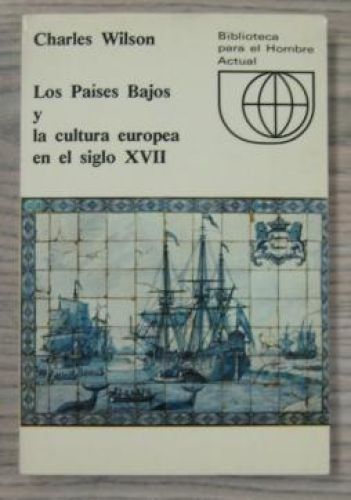 Charles Wilson
Biblioteca
para el Hombre
Actual
Los Países Bajos
y
la cultura europea
en el siglo XVII